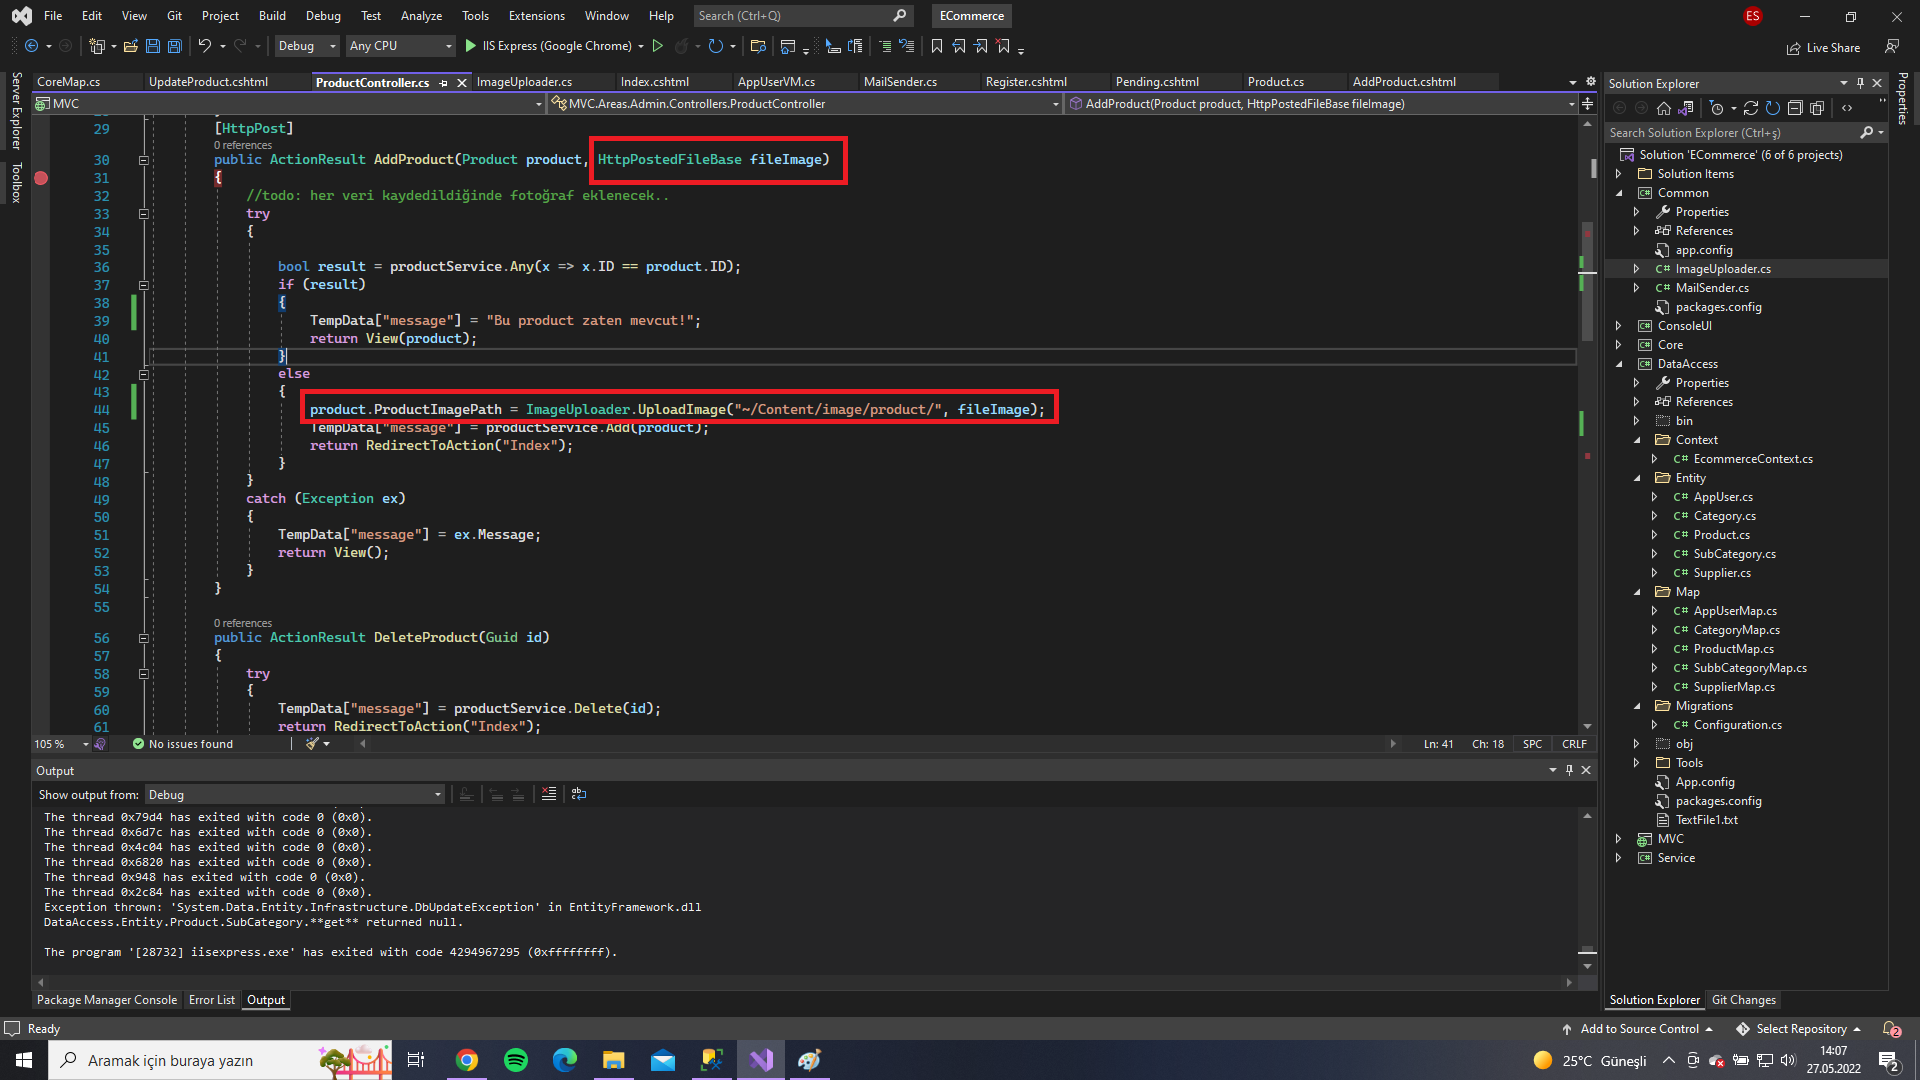 File Edit View Git Project Build Debug Test Analyze Tools Extensions Window Help Search (Ctrl+Q) ECommerce ES
Debug Any CPU IIS Express (Google Chrome) Live Share
CoreMap.cs UpdateProduct.cshtml ProductController.cs ImageUploader.cs Index.cshtml AppUserVM.cs MailSender.cs Register.cshtml Pending.cshtml Product.cs AddProduct.cshtml
MVC MVC.Areas.Admin.Controllers.ProductController AddProduct(Product product, HttpPostedFileBase fileImage)
29 [HttpPost]
0 references
30 public ActionResult AddProduct(Product product, HttpPostedFileBase fileImage)
31 {
32 //todo: her veri kaydedildiğinde fotoğraf eklenecek..
33 try
34 {
35
36 bool result = productService.Any(x => x.ID == product.ID);
37 if (result)
38 {
39 TempData["message"] = "Bu product zaten mevcut!";
40 return View(product);
41 }
42 else
43 {
44 product.ProductImagePath = ImageUploader.UploadImage("~/Content/image/product/", fileImage);
45 TempData["message"] = productService.Add(product);
46 return RedirectToAction("Index");
47 }
48 }
49 catch (Exception ex)
50 {
51 TempData["message"] = ex.Message;
52 return View();
53 }
54 }
55
0 references
56 public ActionResult DeleteProduct(Guid id)
57 {
58 try
59 {
60 TempData["message"] = productService.Delete(id);
61 return RedirectToAction("Index");
105 % No issues found Ln: 41 Ch: 18 SPC CRLF
Output
Show output from: Debug
The thread 0x79d4 has exited with code 0 (0x0).
The thread 0x6d7c has exited with code 0 (0x0).
The thread 0x4c04 has exited with code 0 (0x0).
The thread 0x6820 has exited with code 0 (0x0).
The thread 0x948 has exited with code 0 (0x0).
The thread 0x2c84 has exited with code 0 (0x0).
Exception thrown: 'System.Data.Entity.Infrastructure.DbUpdateException' in EntityFramework.dll
DataAccess.Entity.Product.SubCategory.**get** returned null.
The program '[28732] iisexpress.exe' has exited with code 4294967295 (0xffffffff).
Package Manager Console Error List Output
Server Explorer
Toolbox
Solution Explorer
Search Solution Explorer (Ctrl+ş)
Solution 'ECommerce' (6 of 6 projects)
Solution Items
C# Common
Properties
References
app.config
C# ImageUploader.cs
C# MailSender.cs
packages.config
C# ConsoleUI
C# Core
C# DataAccess
Properties
References
bin
Context
C# EcommerceContext.cs
Entity
C# AppUser.cs
C# Category.cs
C# Product.cs
C# SubCategory.cs
C# Supplier.cs
Map
C# AppUserMap.cs
C# CategoryMap.cs
C# ProductMap.cs
C# SubbCategoryMap.cs
C# SupplierMap.cs
Migrations
C# Configuration.cs
obj
Tools
App.config
packages.config
TextFile1.txt
MVC
C# Service
Solution Explorer Git Changes
Properties
Ready Add to Source Control Select Repository 2
Aramak için buraya yazın 25°C Güneşli 14:07
27.05.2022 2